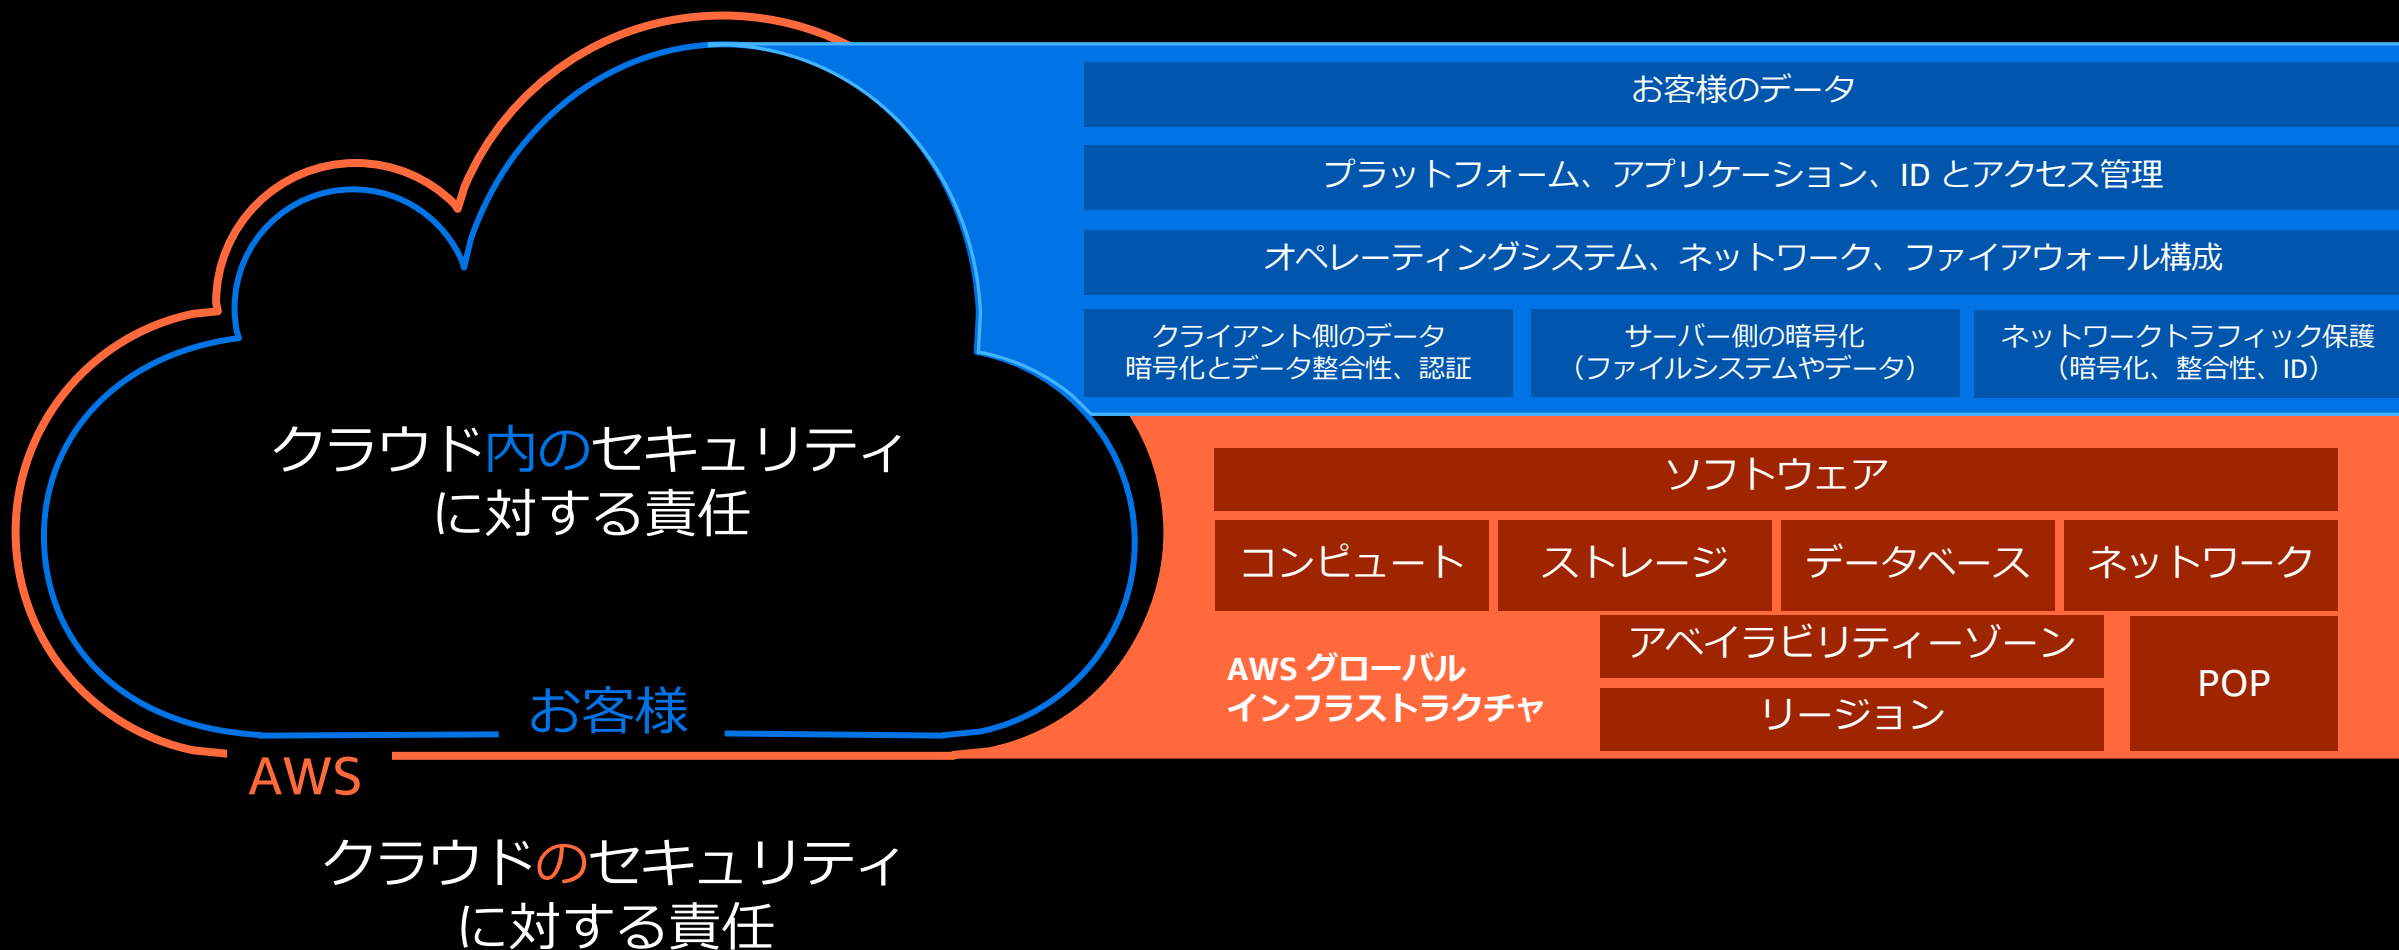 お客様のデータ
プラットフォーム、アプリケーション、ID とアクセス管理
オペレーティングシステム、ネットワーク、ファイアウォール構成
クライアント側のデータ
暗号化とデータ整合性、認証
サーバー側の暗号化
（ファイルシステムやデータ）
ネットワークトラフィック保護
（暗号化、整合性、ID）
クラウド内のセキュリティ
に対する責任
お客様
ソフトウェア
コンピュート
ストレージ
データベース
ネットワーク
AWS グローバル
インフラストラクチャ
アベイラビリティーゾーン
リージョン
POP
AWS
クラウドのセキュリティ
に対する責任